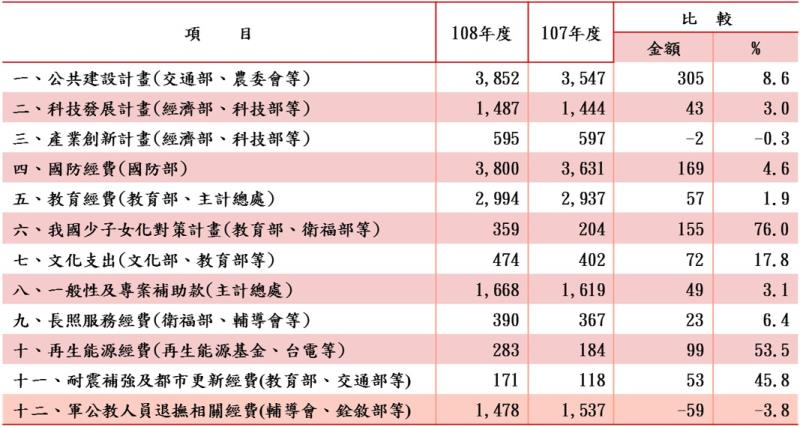 項 目 108年度 107年度 比 較
金額 %
一、公共建設計畫(交通部、農委會等) 3,852 3,547 305 8.6
二、科技發展計畫(經濟部、科技部等) 1,487 1,444 43 3.0
三、產業創新計畫(經濟部、科技部等) 595 597 -2 -0.3
四、國防經費(國防部) 3,800 3,631 169 4.6
五、教育經費(教育部、主計總處) 2,994 2,937 57 1.9
六、我國少子女化對策計畫(教育部、衛福部等) 359 204 155 76.0
七、文化支出(文化部、教育部等) 474 402 72 17.8
八、一般性及專案補助款(主計總處) 1,668 1,619 49 3.1
九、長照服務經費(衛福部、輔導會等) 390 367 23 6.4
十、再生能源經費(再生能源基金、台電等) 283 184 99 53.5
十一、耐震補強及都市更新經費(教育部、交通部等) 171 118 53 45.8
十二、軍公教人員退撫相關經費(輔導會、銓敘部等) 1,478 1,537 -59 -3.8